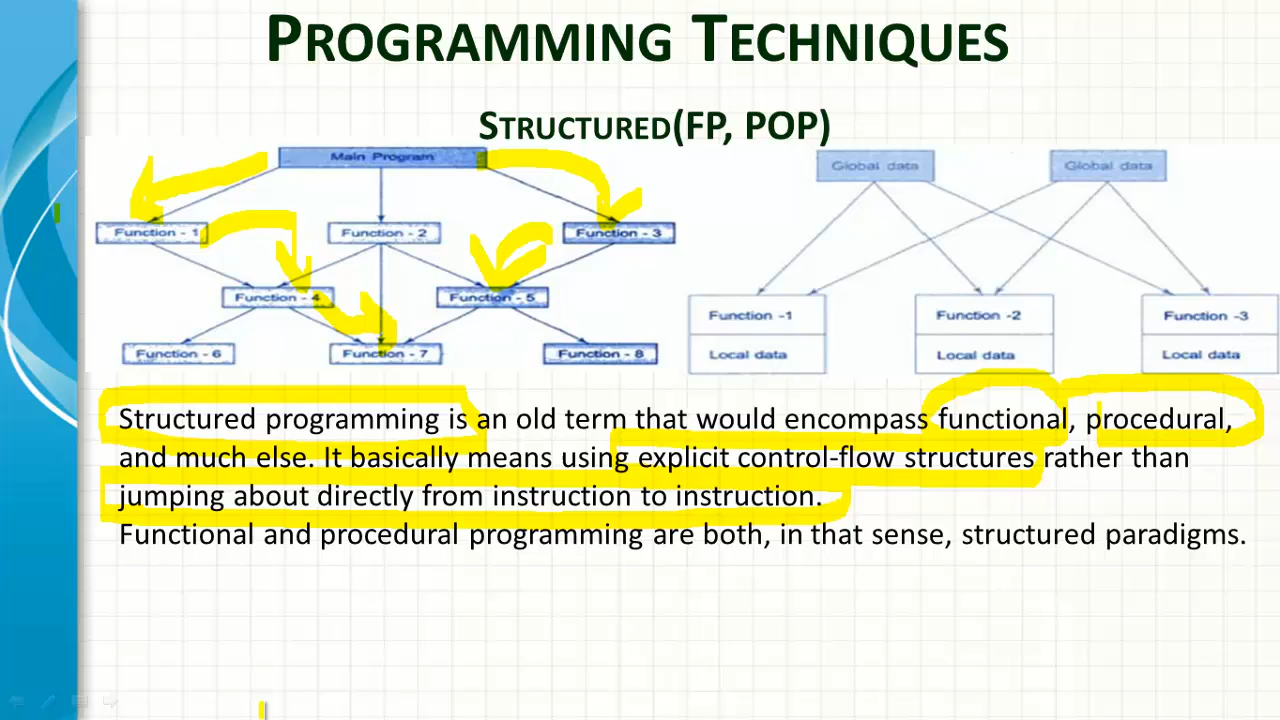 PROGRAMMING TECHNIQUES
STRUCTURED(FP, POP)
Main Program
Global data
Global data
Function - 1
Function - 2
Function - 3
Function - 4
Function - 5
Function -1
Function -2
Function -3
Function - 6
Function - 7
Function - 8
Local data
Local data
Local data
Structured programming is an old term that would encompass functional, procedural,
and much else. It basically means using explicit control-flow structures rather than
jumping about directly from instruction to instruction.
Functional and procedural programming are both, in that sense, structured paradigms.